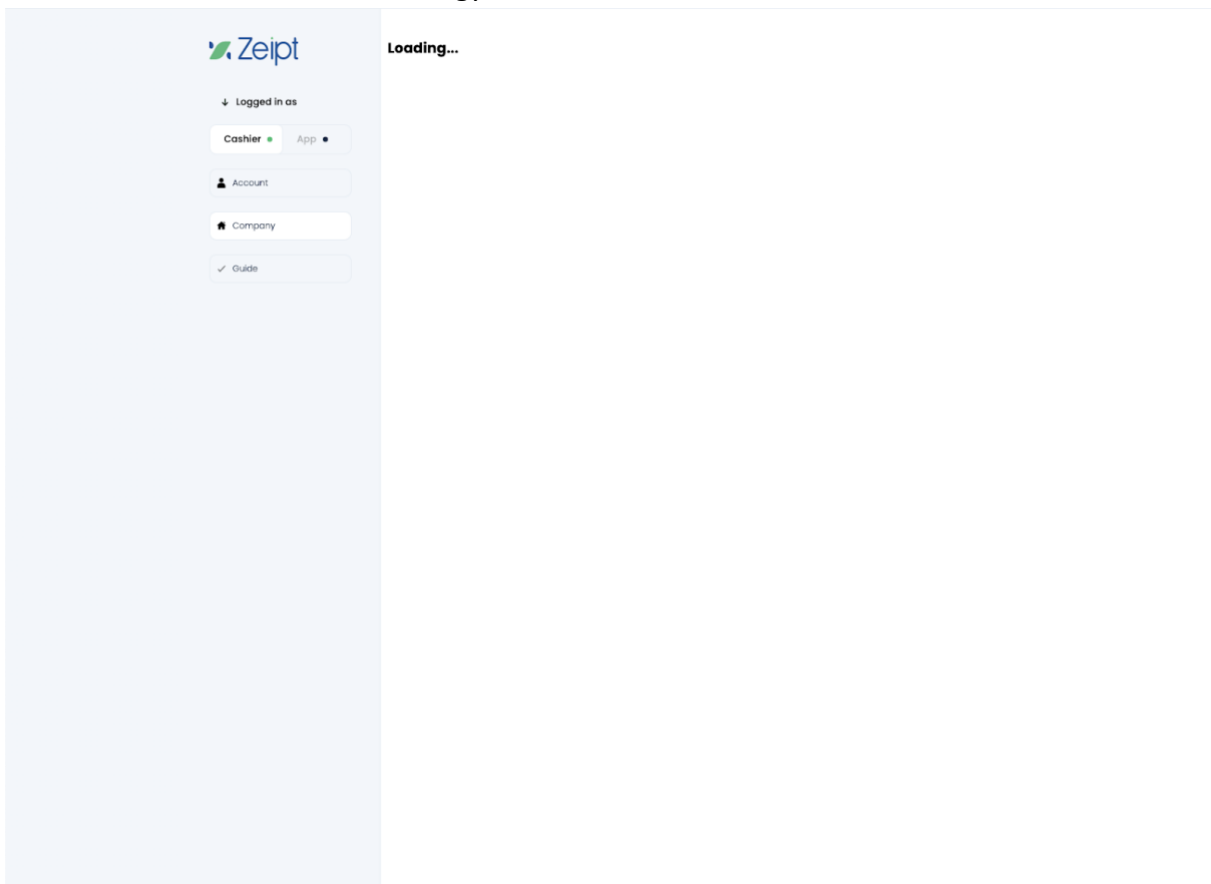 Zeipt
Loading...
Logged in as
Cashier
App
Account
Company
Guide